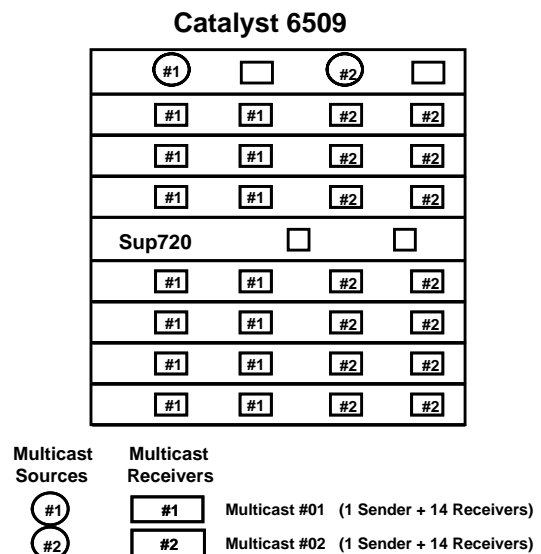 Catalyst 6509
#1 #2
#1 #1 #2 #2
#1 #1 #2 #2
#1 #1 #2 #2
Sup720
#1 #1 #2 #2
#1 #1 #2 #2
#1 #1 #2 #2
#1 #1 #2 #2
Multicast Sources
Multicast Receivers
#1 #1 Multicast #01 (1 Sender + 14 Receivers)
#2 #2 Multicast #02 (1 Sender + 14 Receivers)